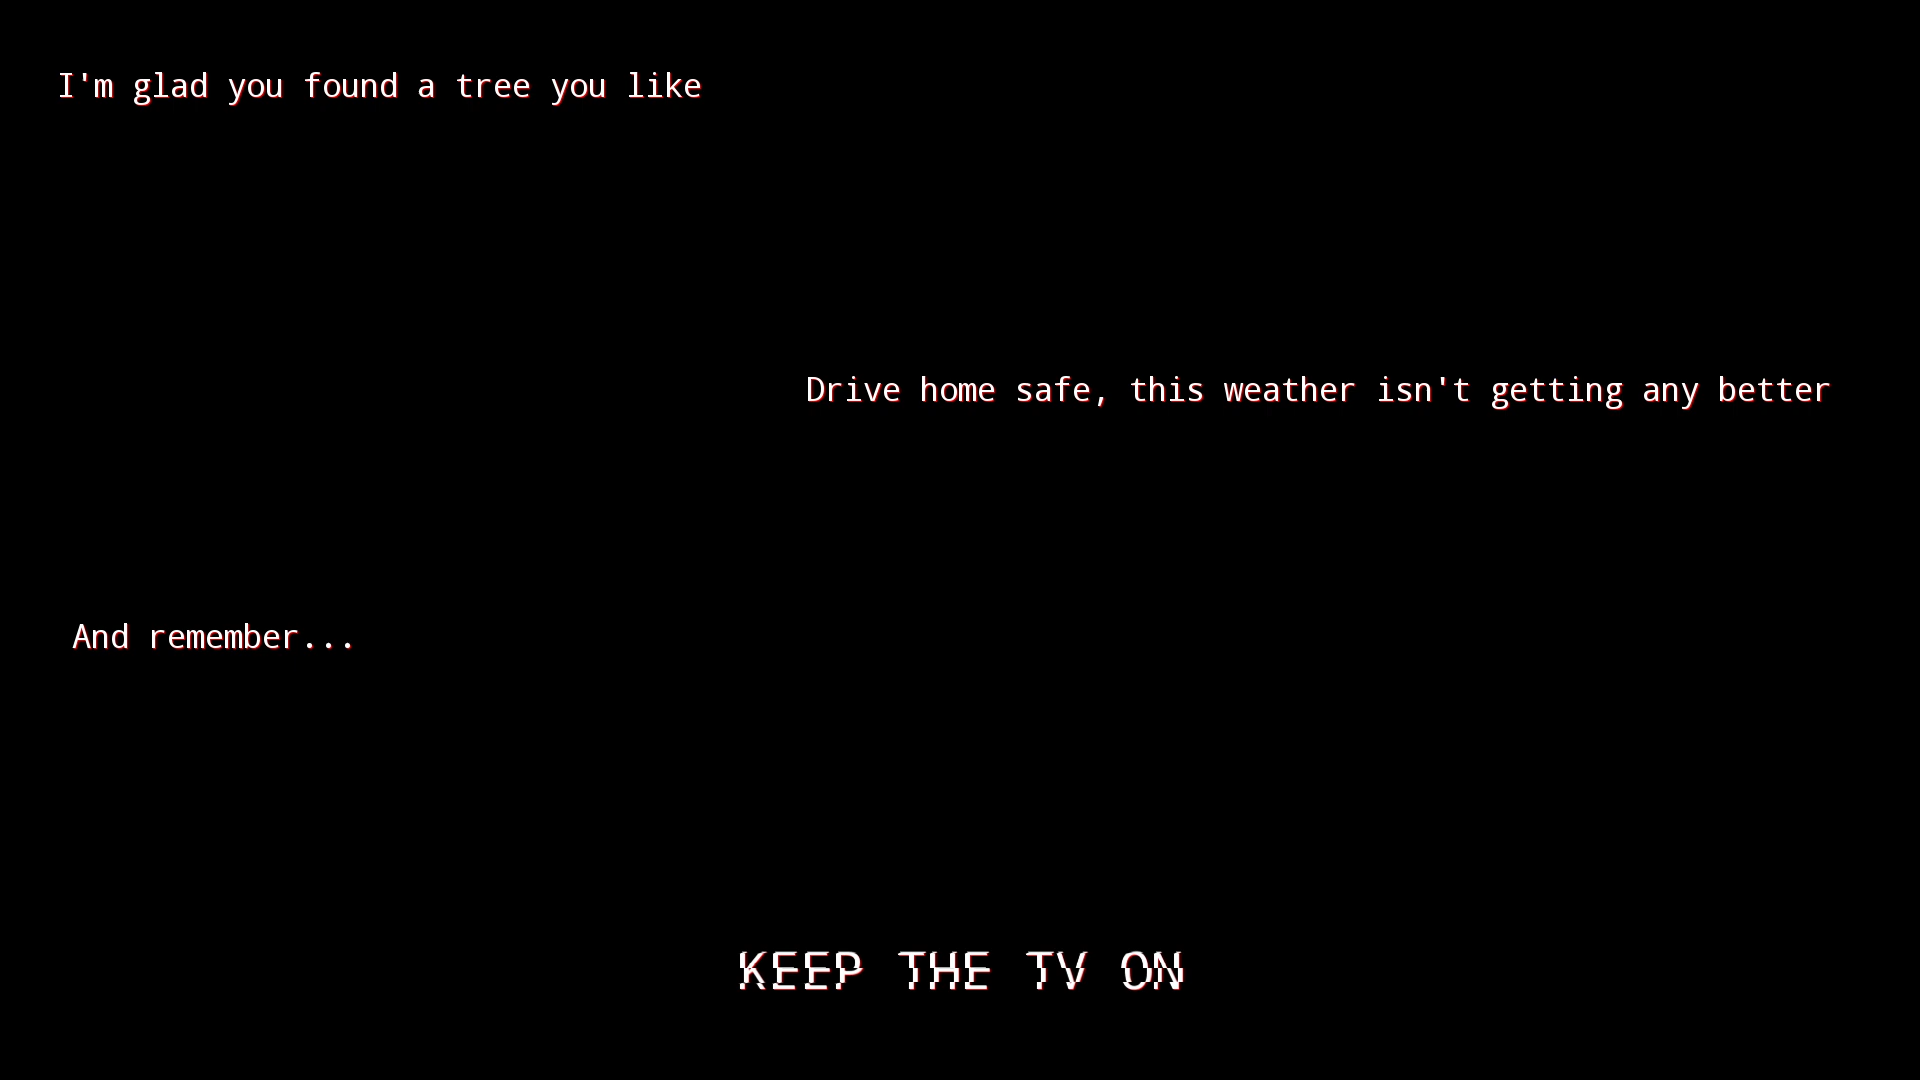 I'm glad you found a tree you like
Drive home safe, this weather isn't getting any better
And remember...
KEEP THE TV ON